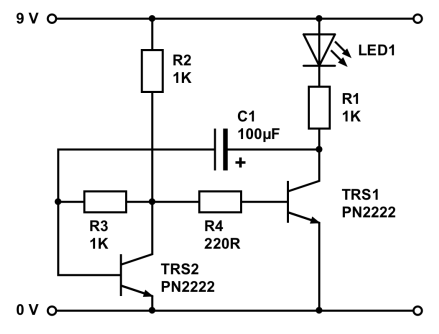 9 V
LED1
R2
1K
R1
1K
C1
100µF
+
TRS1
PN2222
R3
1K
R4
220R
TRS2
PN2222
0 V